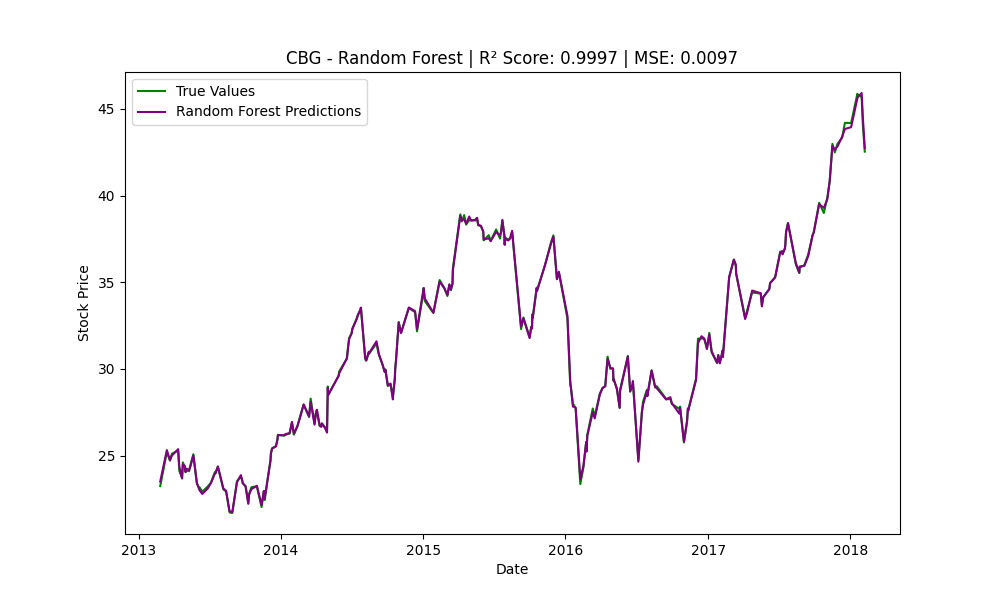 CBG - Random Forest | R² Score: 0.9997 | MSE: 0.0097
True Values
Random Forest Predictions
45
40
35
30
25
Stock Price
2013 2014 2015 2016 2017 2018
Date